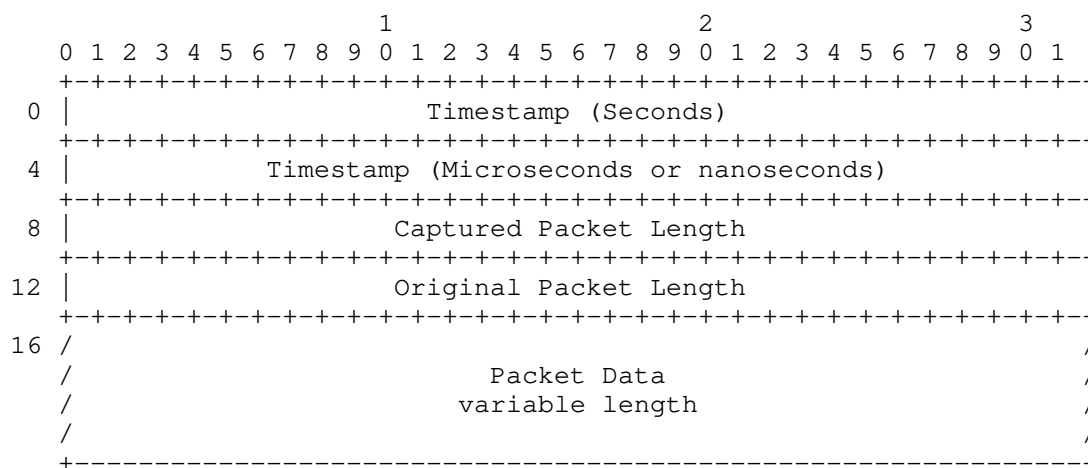 1                   2                   3
    0 1 2 3 4 5 6 7 8 9 0 1 2 3 4 5 6 7 8 9 0 1 2 3 4 5 6 7 8 9 0 1
    +-+-+-+-+-+-+-+-+-+-+-+-+-+-+-+-+-+-+-+-+-+-+-+-+-+-+-+-+-+-+-+--
  0 |                      Timestamp (Seconds)
    +-+-+-+-+-+-+-+-+-+-+-+-+-+-+-+-+-+-+-+-+-+-+-+-+-+-+-+-+-+-+-+--
  4 |            Timestamp (Microseconds or nanoseconds)
    +-+-+-+-+-+-+-+-+-+-+-+-+-+-+-+-+-+-+-+-+-+-+-+-+-+-+-+-+-+-+-+--
  8 |                    Captured Packet Length
    +-+-+-+-+-+-+-+-+-+-+-+-+-+-+-+-+-+-+-+-+-+-+-+-+-+-+-+-+-+-+-+--
 12 |                    Original Packet Length
    +-+-+-+-+-+-+-+-+-+-+-+-+-+-+-+-+-+-+-+-+-+-+-+-+-+-+-+-+-+-+-+--
 16 /                                                               /
    /                          Packet Data                          /
    /                        variable length                        /
    /                                                               /
    +----------------------------------------------------------------